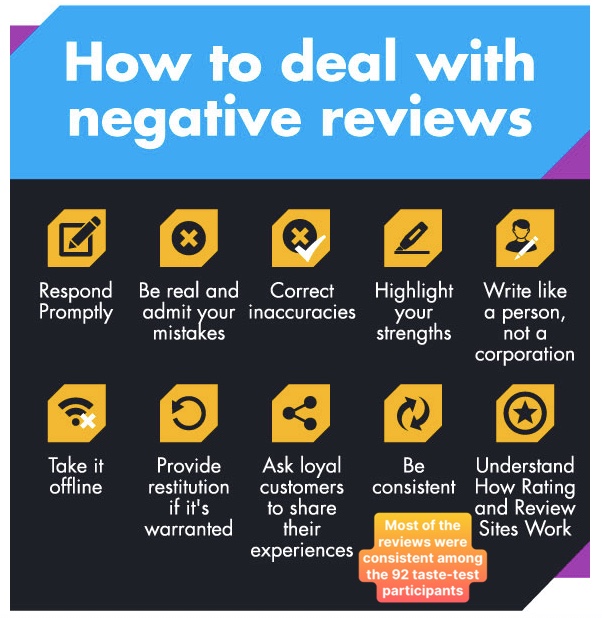 How to deal with
negative reviews
Respond
Promptly
Be real and
admit your
mistakes
Correct
inaccuracies
Highlight
your
strengths
Write like
a person,
not a
corporation
Take it
offline
Provide
restitution
if it's
warranted
Ask loyal
customers
to share
their
experiences
Be
consistent
Understand
How Rating
and Review
Sites Work
Most of the
reviews were
consistent among
the 92 taste-test
participants